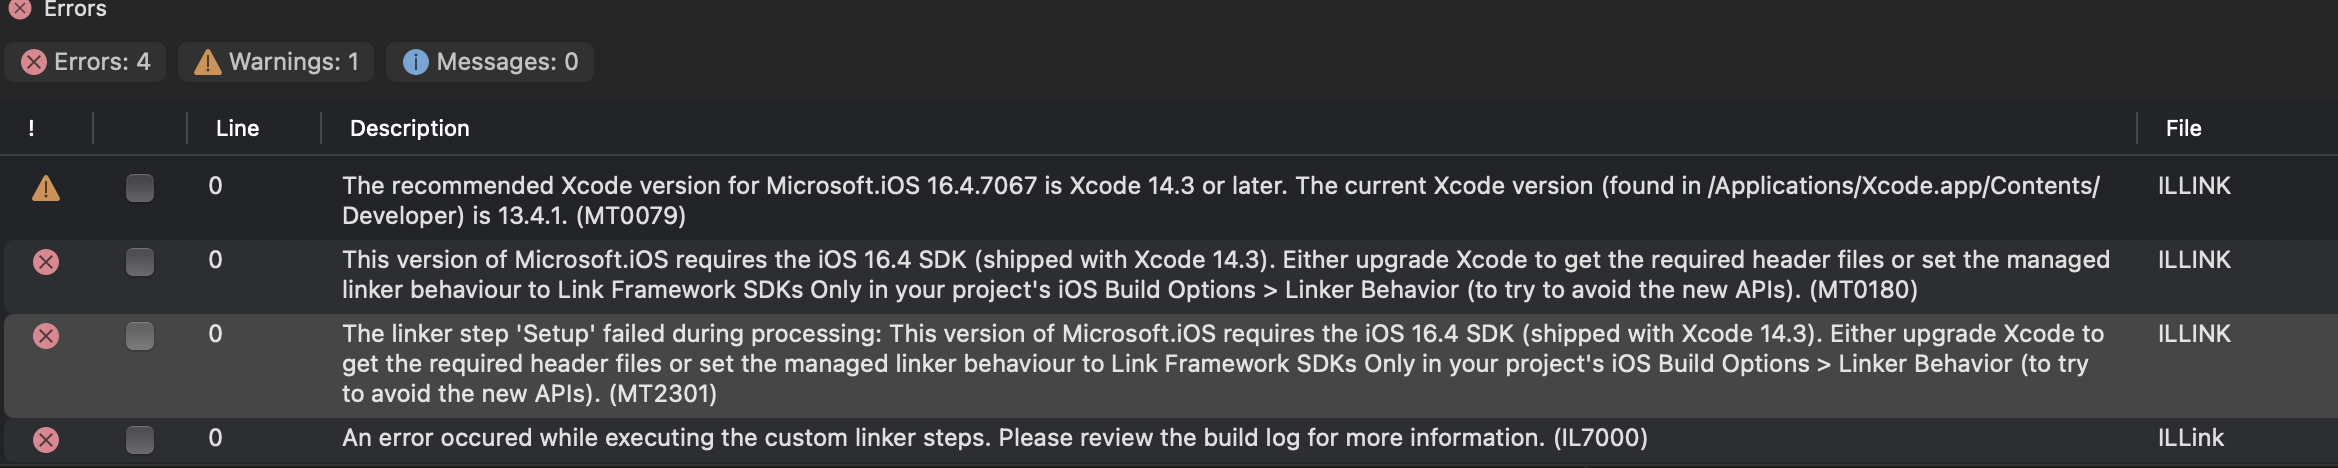 Errors
Errors: 4 Warnings: 1 Messages: 0
! Line Description File
0 The recommended Xcode version for Microsoft.iOS 16.4.7067 is Xcode 14.3 or later. The current Xcode version (found in /Applications/Xcode.app/Contents/ ILLINK
Developer) is 13.4.1. (MT0079)
0 This version of Microsoft.iOS requires the iOS 16.4 SDK (shipped with Xcode 14.3). Either upgrade Xcode to get the required header files or set the managed ILLINK
linker behaviour to Link Framework SDKs Only in your project's iOS Build Options > Linker Behavior (to try to avoid the new APIs). (MT0180)
0 The linker step 'Setup' failed during processing: This version of Microsoft.iOS requires the iOS 16.4 SDK (shipped with Xcode 14.3). Either upgrade Xcode to ILLINK
get the required header files or set the managed linker behaviour to Link Framework SDKs Only in your project's iOS Build Options > Linker Behavior (to try
to avoid the new APIs). (MT2301)
0 An error occured while executing the custom linker steps. Please review the build log for more information. (IL7000) ILLink